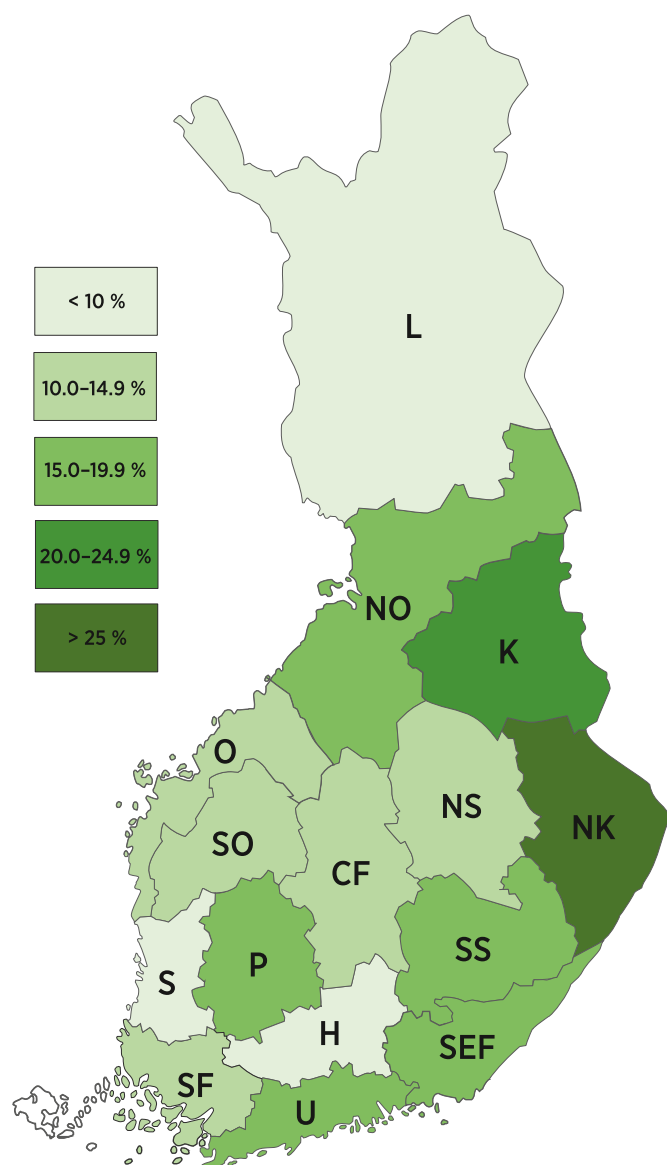 L
< 10 %
10.0–14.9 %
15.0–19.9 %
20.0–24.9 %
> 25 %
NO
K
O
NS
NK
SO
CF
SS
P
S
H
SEF
SF
U